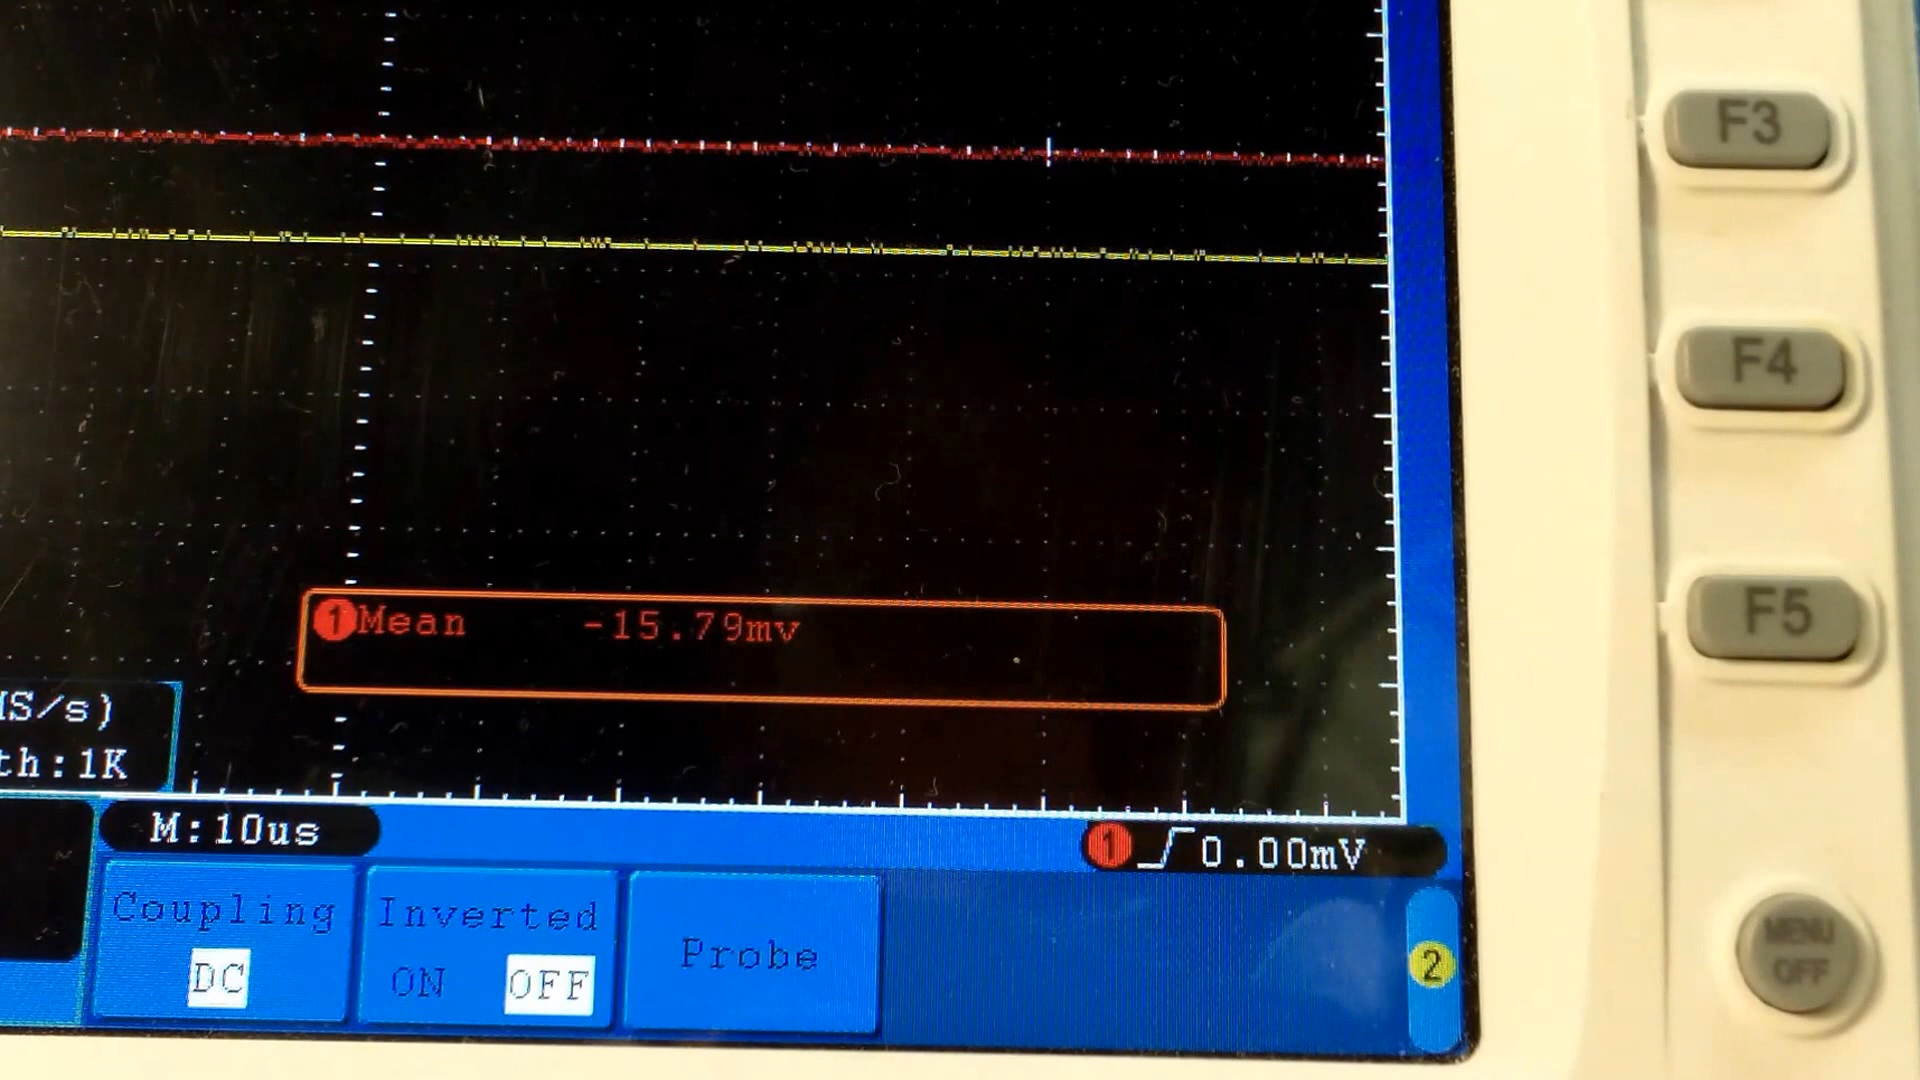 F3
F4
F5
1 Mean -15.79mv
MS/s)
th:1K
M:10us
1 0.00mV
Coupling
DC
Inverted
ON OFF
Probe
2
MENU
OFF